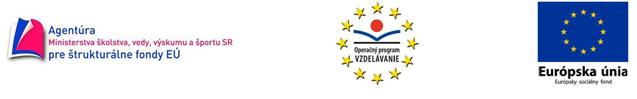 Agentúra
Ministerstva školstva, vedy, výskumu a športu SR
pre štrukturálne fondy EÚ
Operačný program
VZDELÁVANIE
Európska únia
Európsky sociálny fond